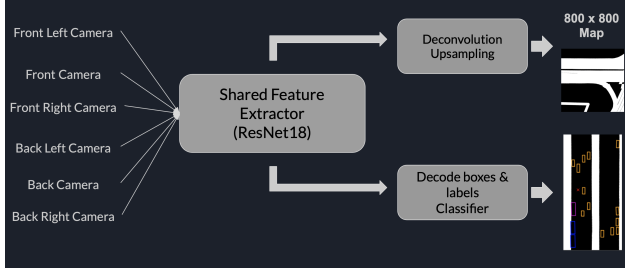 Front Left Camera
Front Camera
Front Right Camera
Back Left Camera
Back Camera
Back Right Camera
Shared Feature
Extractor
(ResNet18)
Deconvolution
Upsampling
800 x 800
Map
Decode boxes &
labels
Classifier